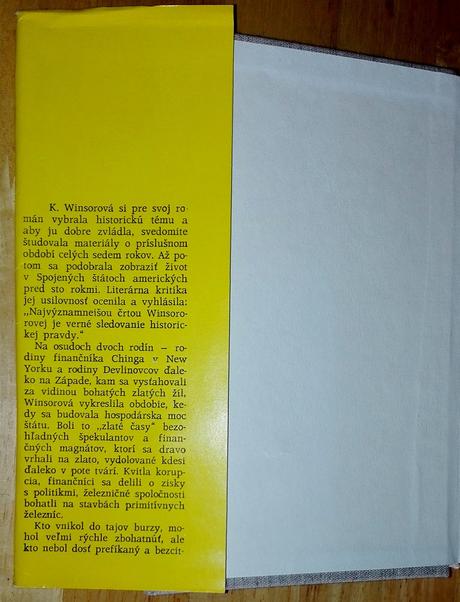 K. Winsorová si pre svoj ro-
mán vybrala historickú tému a
aby ju dobre zvládla, svedomite
študovala materiály o príslušnom
období celých sedem rokov. Až po-
tom sa podobrala zobraziť život
v Spojených štátoch amerických
pred sto rokmi. Literárna kritika
jej usilovnosť ocenila a vyhlásila:
„Najvýznamnejšou črtou Winsoro-
rovej je verné sledovanie historic-
kej pravdy.“
Na osudoch dvoch rodín — ro-
diny finančníka Chinga v New
Yorku a rodiny Devlinovcov ďale-
ko na Západe, kam sa vysťahovali
za vidinou bohatých zlatých žíl,
Winsorová vykreslila obdobie, ke-
dy sa budovala hospodárska moc
štátu. Boli to „zlaté časy“ bezo-
hľadných špekulantov a finan-
čných magnátov, ktorí sa dravo
vrhali na zlato, vydolované kdesi
ďaleko v pote tvári. Kvitla korup-
cia, finančníci sa delili o zisky
s politikmi, železničné spoločnosti
bohatli na stavbách primitívnych
železníc.
Kto vnikol do tajov burzy, mo-
hol veľmi rýchle zbohatnúť, ale
kto nebol dosť prefíkaný a bezcit-